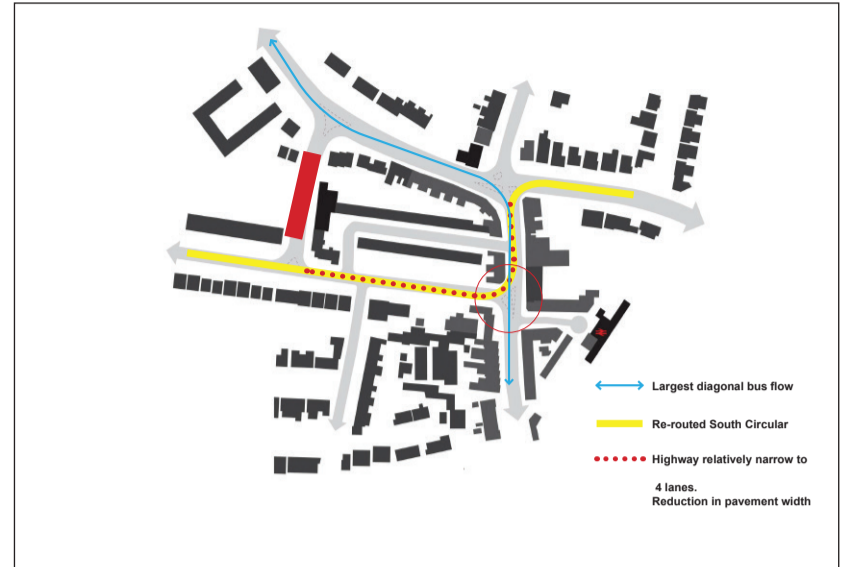 Largest diagonal bus flow
Re-routed South Circular
Highway relatively narrow to
4 lanes.
Reduction in pavement width